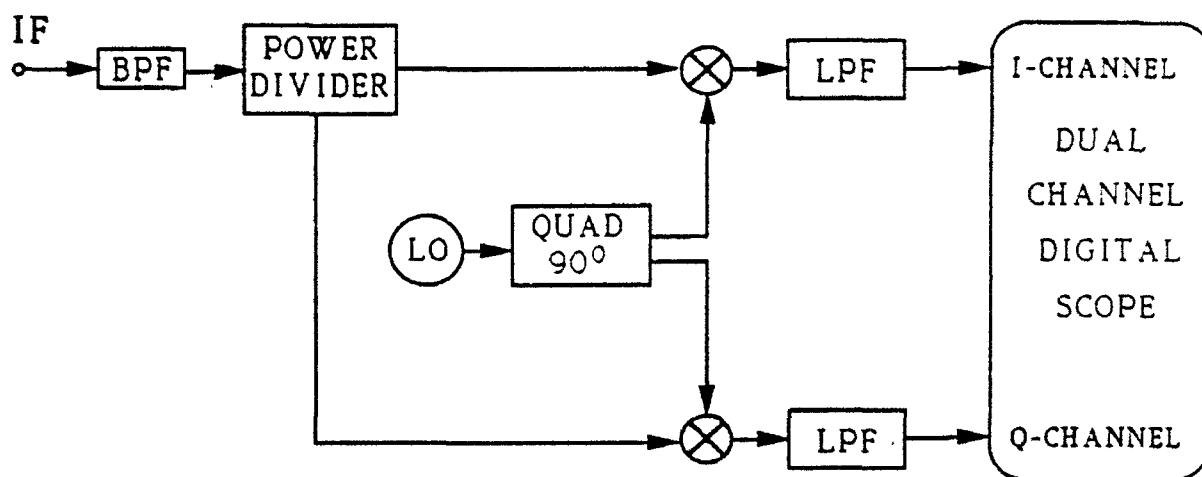 IF
BPF
POWER
DIVIDER
LPF
I-CHANNEL
DUAL
CHANNEL
DIGITAL
SCOPE
LO
QUAD
90°
LPF
Q-CHANNEL